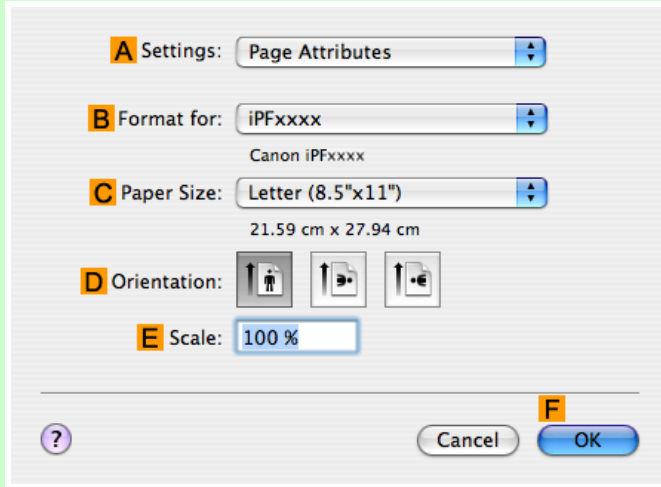 A Settings: Page Attributes
B Format for: iPFxxxx
Canon iPFxxxx
C Paper Size: Letter (8.5"x11")
21.59 cm x 27.94 cm
D Orientation:
E Scale: 100 %
F
? Cancel OK